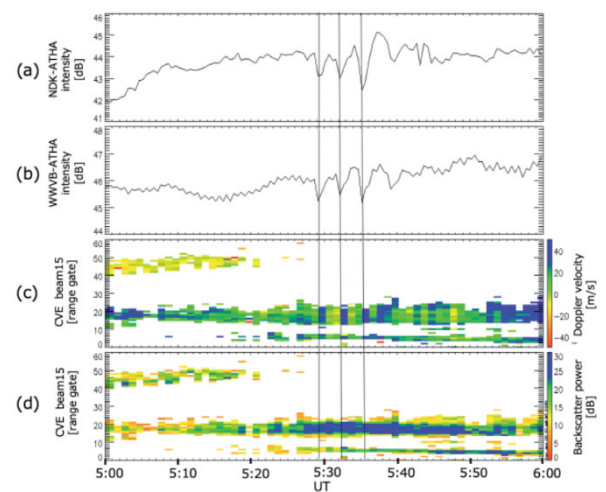 (a)
NDK-ATHA
intensity
[dB]
46
45
44
43
42
41
(b)
WWVB-ATHA
intensity
[dB]
48
47
46
45
44
(c)
CVE beam15
[range gate]
60
50
40
30
20
10
0
40
20
0
-20
-40
Doppler velocity
[m/s]
(d)
CVE beam15
[range gate]
60
50
40
30
20
10
0
30
25
20
15
10
5
0
Backscatter power
[dB]
5:00 5:10 5:20 5:30 5:40 5:50 6:00
UT